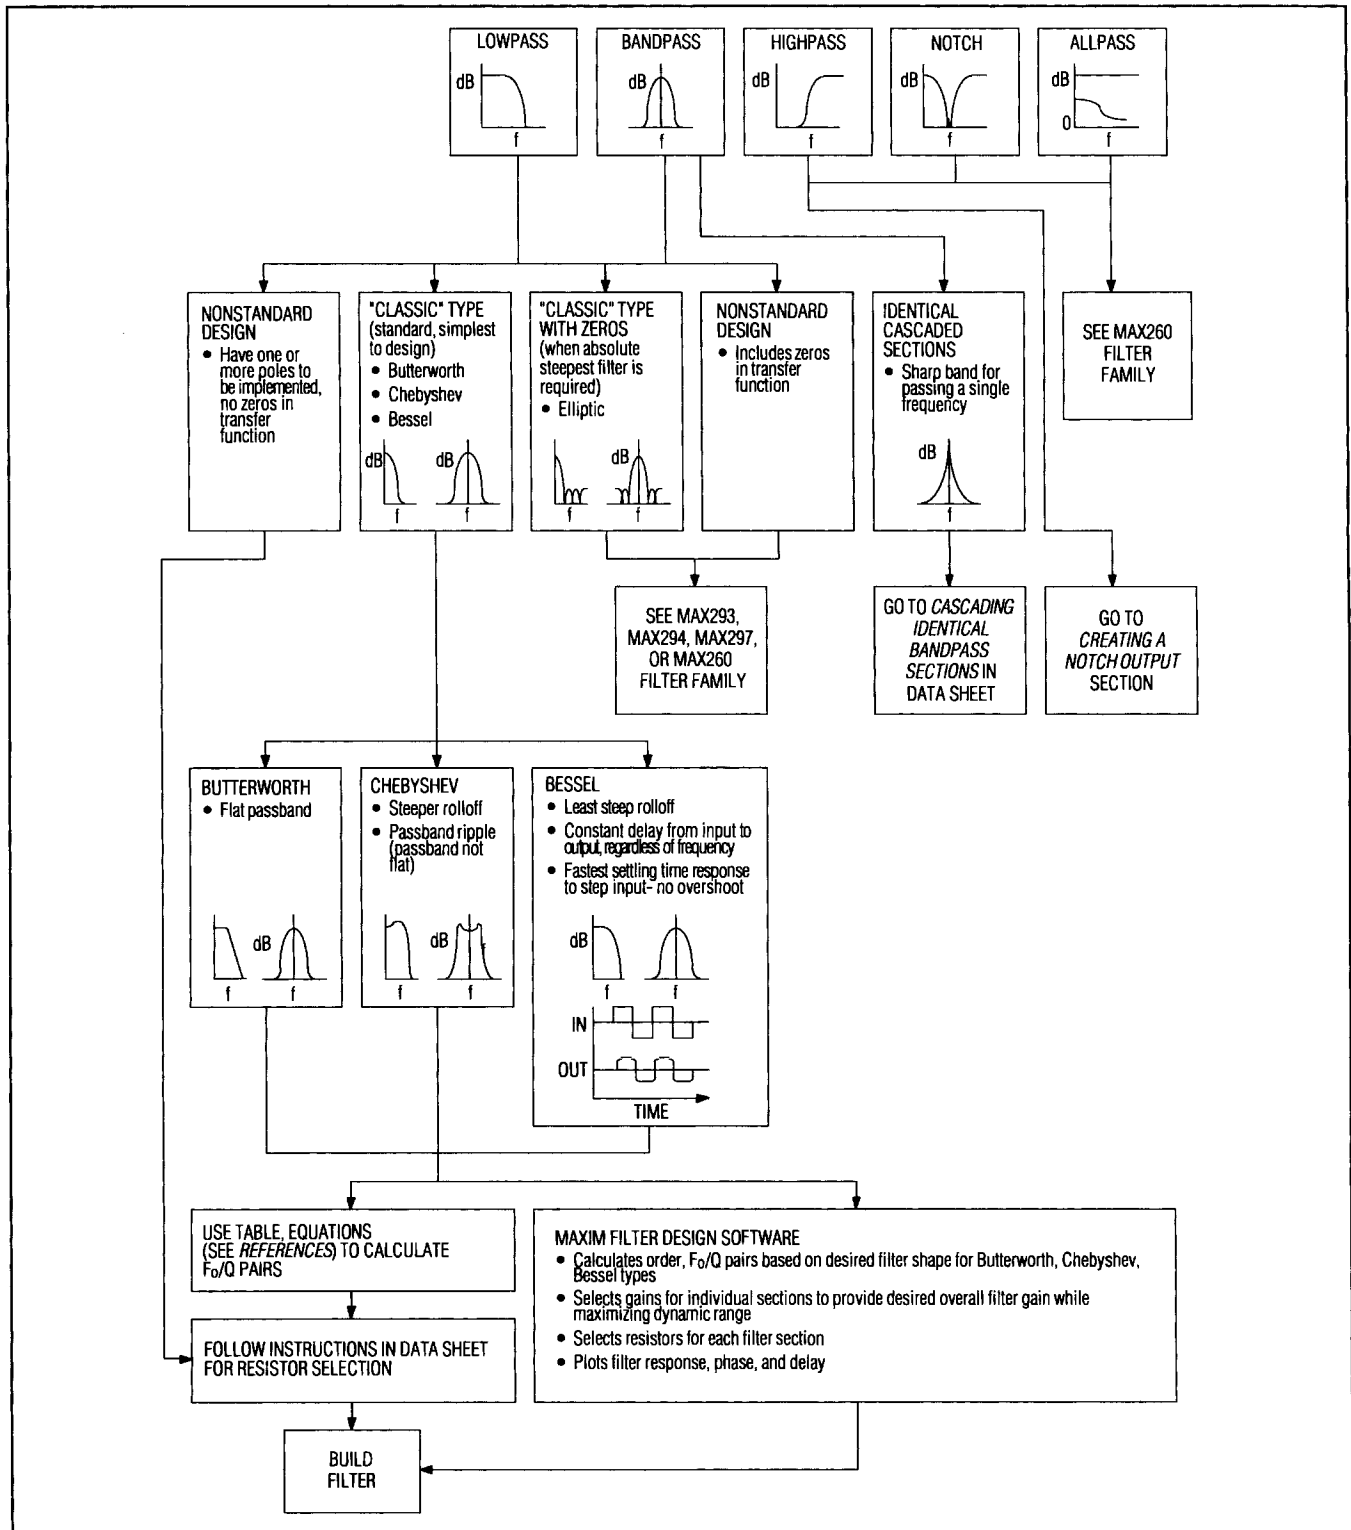 LOWPASS
dB
f
BANDPASS
dB
f
HIGHPASS
dB
f
NOTCH
dB
f
ALLPASS
dB
0
f
NONSTANDARD
DESIGN
• Have one or
more poles to
be implemented,
no zeros in
transfer
function
"CLASSIC" TYPE
(standard, simplest
to design)
• Butterworth
• Chebyshev
• Bessel
dB
f
dB
f
"CLASSIC" TYPE
WITH ZEROS
(when absolute
steepest filter is
required)
• Elliptic
f
dB
f
NONSTANDARD
DESIGN
• Includes zeros
in transfer
function
IDENTICAL
CASCADED
SECTIONS
• Sharp band for
passing a single
frequency
dB
f
SEE MAX260
FILTER
FAMILY
SEE MAX293,
MAX294, MAX297,
OR MAX260
FILTER FAMILY
GO TO CASCADING
IDENTICAL
BANDPASS
SECTIONS IN
DATA SHEET
GO TO
CREATING A
NOTCH OUTPUT
SECTION
BUTTERWORTH
• Flat passband
f
dB
f
CHEBYSHEV
• Steeper rolloff
• Passband ripple
(passband not
flat)
f
dB
f
BESSEL
• Least steep rolloff
• Constant delay from input to
output, regardless of frequency
• Fastest settling time response
to step input- no overshoot
dB
f
f
IN
OUT
TIME
USE TABLE, EQUATIONS
(SEE REFERENCES) TO CALCULATE
Fo/Q PAIRS
FOLLOW INSTRUCTIONS IN DATA SHEET
FOR RESISTOR SELECTION
MAXIM FILTER DESIGN SOFTWARE
• Calculates order, Fo/Q pairs based on desired filter shape for Butterworth, Chebyshev,
Bessel types
• Selects gains for individual sections to provide desired overall filter gain while
maximizing dynamic range
• Selects resistors for each filter section
• Plots filter response, phase, and delay
BUILD
FILTER